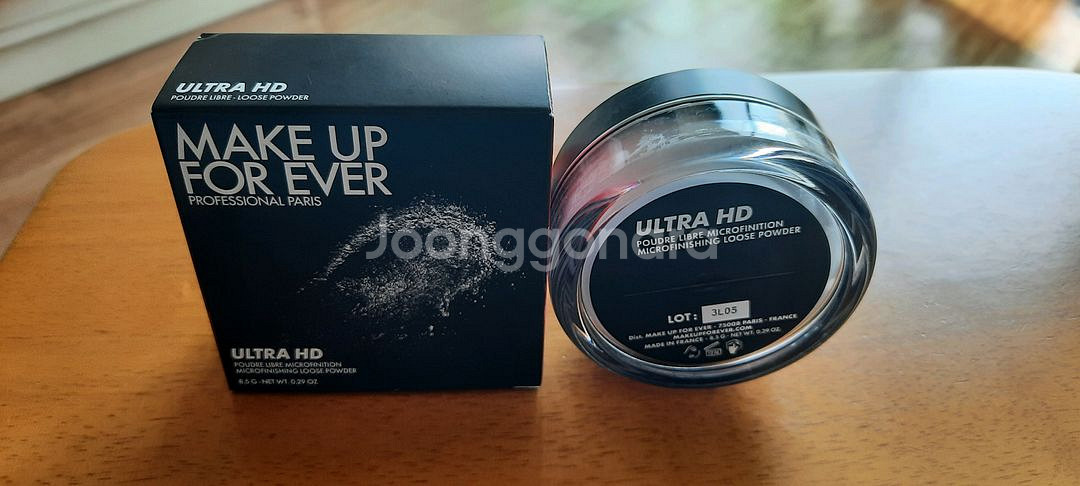 ULTRA HD
POUDRE LIBRE - LOOSE POWDER
MAKE UP
FOR EVER
PROFESSIONAL PARIS
ULTRA HD
POUDRE LIBRE MICROFINITION
MICROFINISHING LOOSE POWDER
8.5 G - NET WT. 0.29 OZ.
Joonggonara
ULTRA HD
POUDRE LIBRE MICROFINITION
MICROFINISHING LOOSE POWDER
LOT : 3L05
Dist. MAKE UP FOR EVER - 75008 PARIS - FRANCE
MAKEUPFOREVER.COM
MADE IN FRANCE - 8.5 G - NET WT. 0.29 OZ.